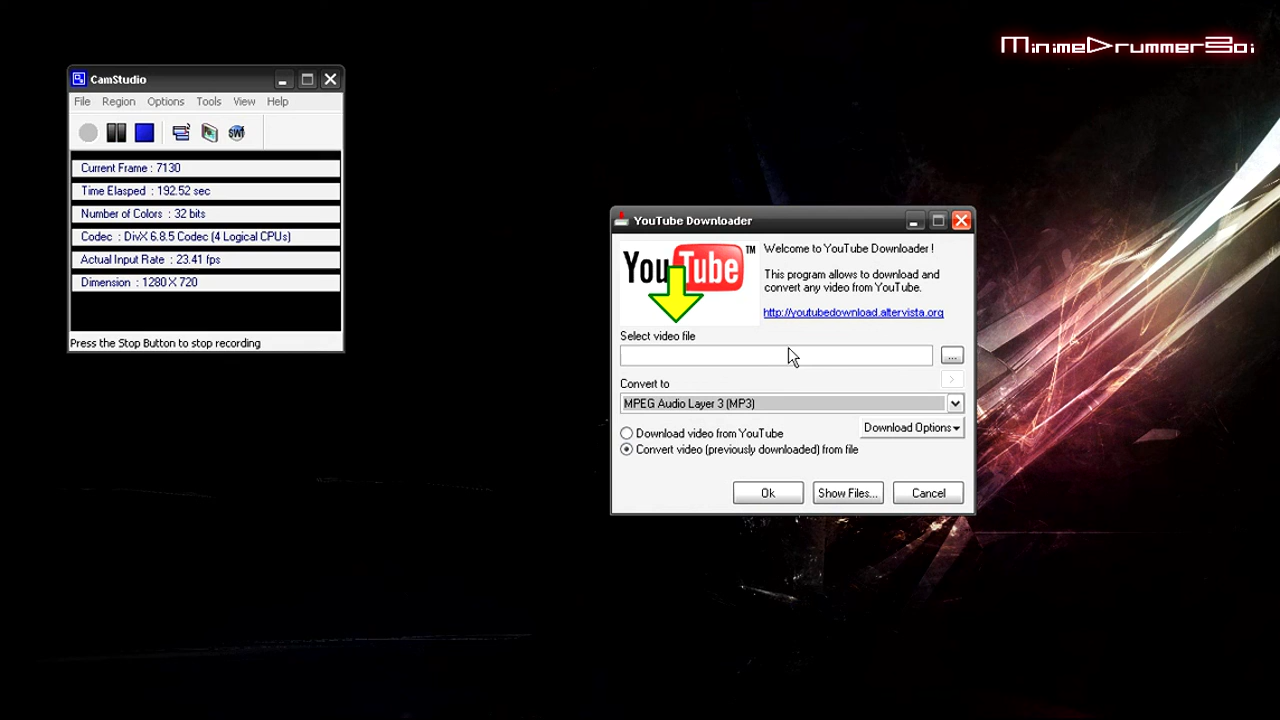 MinimeDrummerBoi
CamStudio
File Region Options Tools View Help
SWF
Current Frame : 7130
Time Elasped : 192.52 sec
Number of Colors : 32 bits
Codec : DivX 6.8.5 Codec (4 Logical CPUs)
Actual Input Rate : 23.41 fps
Dimension : 1280 X 720
Press the Stop Button to stop recording
YouTube Downloader
YouTube™
Welcome to YouTube Downloader !
This program allows to download and
convert any video from YouTube.
http://youtubedownload.altervista.org
Select video file
...
Convert to
>
MPEG Audio Layer 3 (MP3)
Download Options
Download video from YouTube
Convert video (previously downloaded) from file
Ok Show Files... Cancel